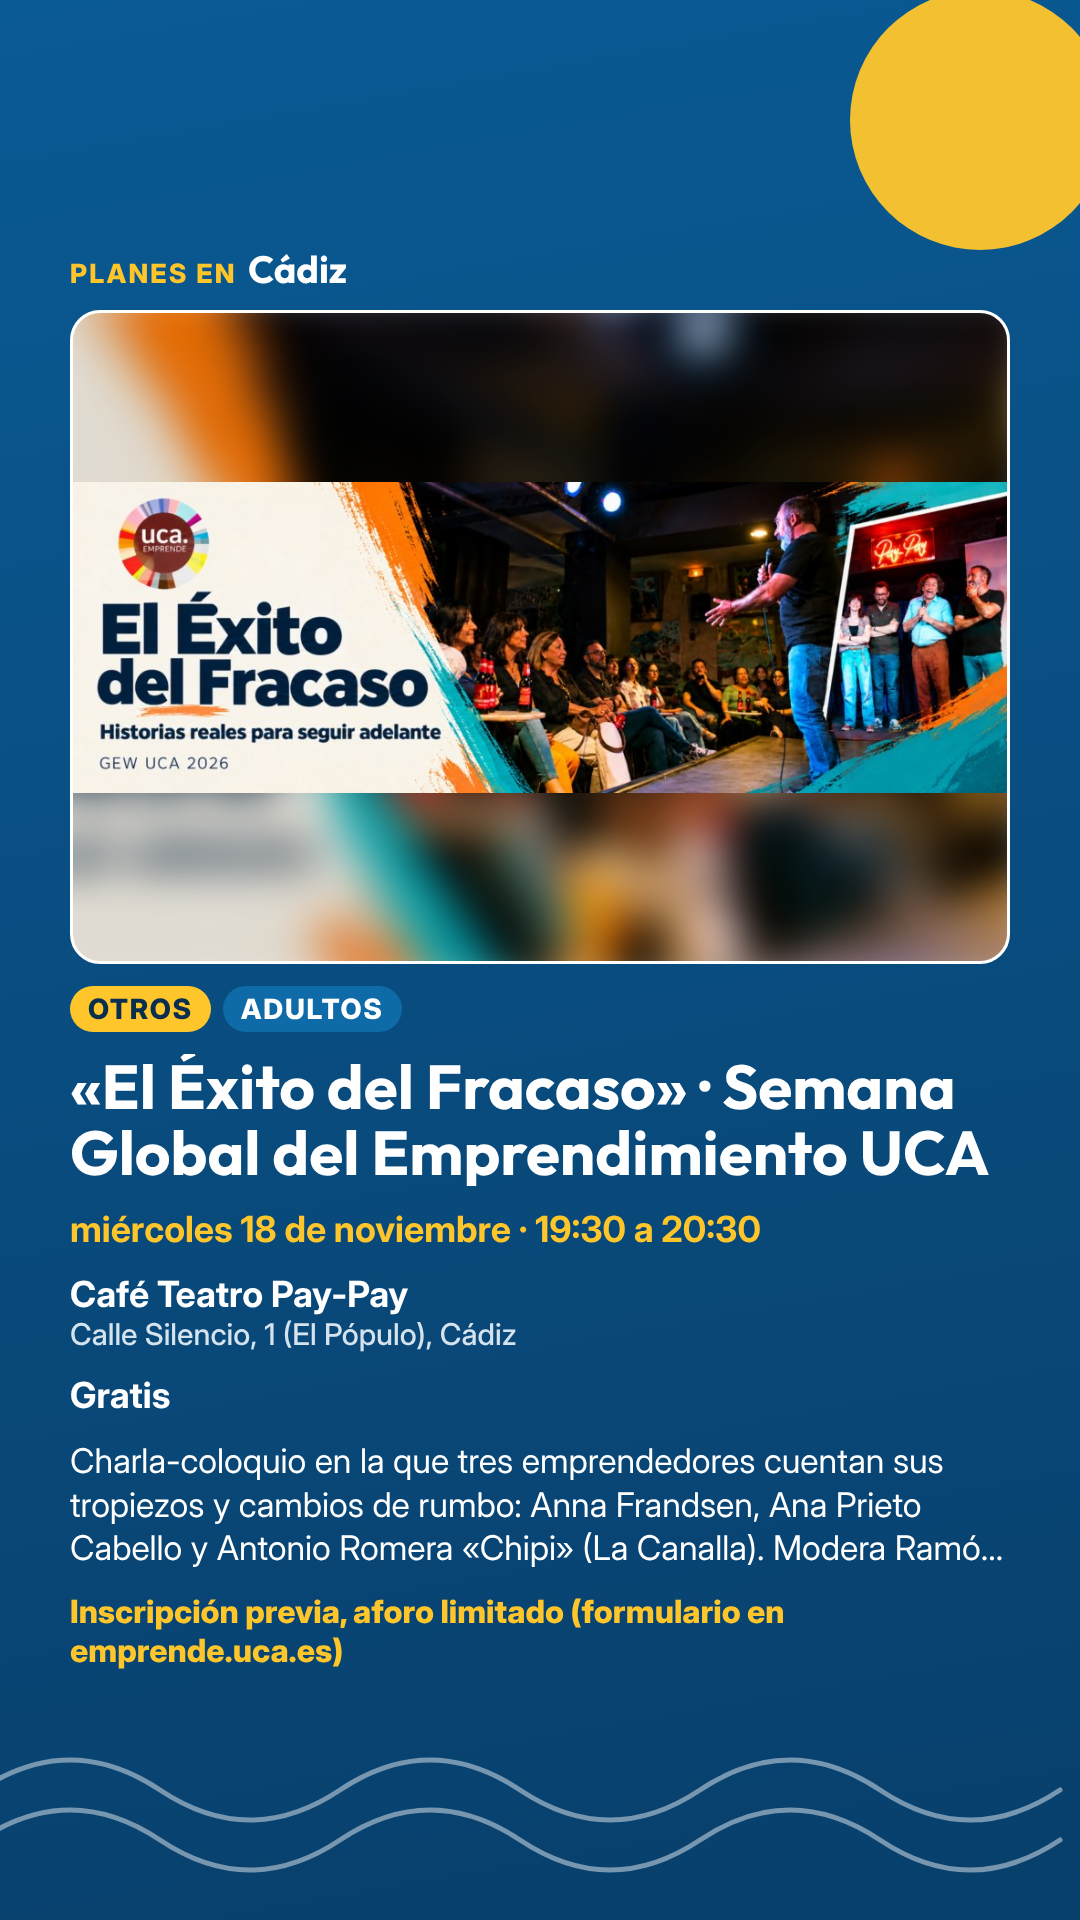 PLANES EN Cádiz
uca.
EMPRENDE
El Éxito
del Fracaso
Historias reales para seguir adelante
GEW UCA 2026
Pay-Pay
OTROS
ADULTOS
«El Éxito del Fracaso» · Semana
Global del Emprendimiento UCA
miércoles 18 de noviembre · 19:30 a 20:30
Café Teatro Pay-Pay
Calle Silencio, 1 (El Pópulo), Cádiz
Gratis
Charla-coloquio en la que tres emprendedores cuentan sus
tropiezos y cambios de rumbo: Anna Frandsen, Ana Prieto
Cabello y Antonio Romera «Chipi» (La Canalla). Modera Ramó...
Inscripción previa, aforo limitado (formulario en
emprende.uca.es)